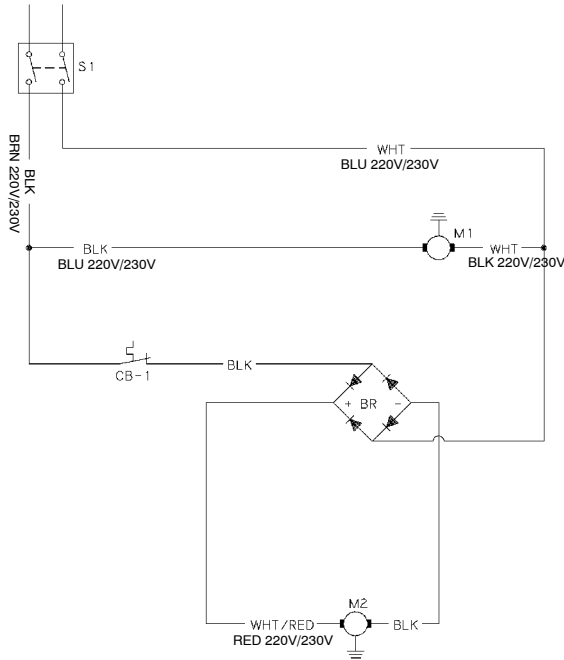 S1
WHT
BLU 220V/230V
BLK
BRN 220V/230V
M1
BLK
BLU 220V/230V
WHT
BLK 220V/230V
CB-1
BLK
+ BR -
M2
WHT/RED
RED 220V/230V
BLK